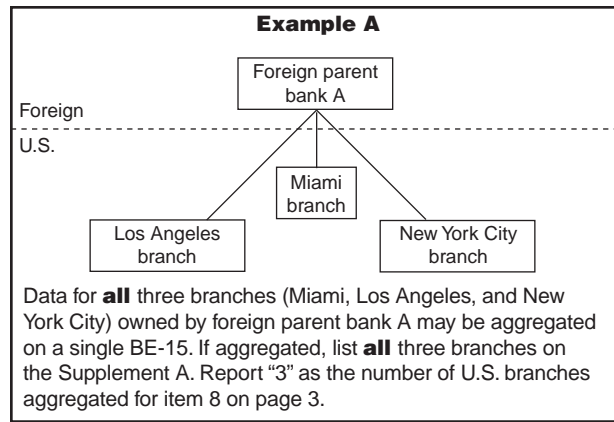 Example A
Foreign parent
bank A
Foreign
U.S.
Miami
branch
Los Angeles
branch
New York City
branch
Data for all three branches (Miami, Los Angeles, and New
York City) owned by foreign parent bank A may be aggregated
on a single BE-15. If aggregated, list all three branches on
the Supplement A. Report “3” as the number of U.S. branches
aggregated for item 8 on page 3.